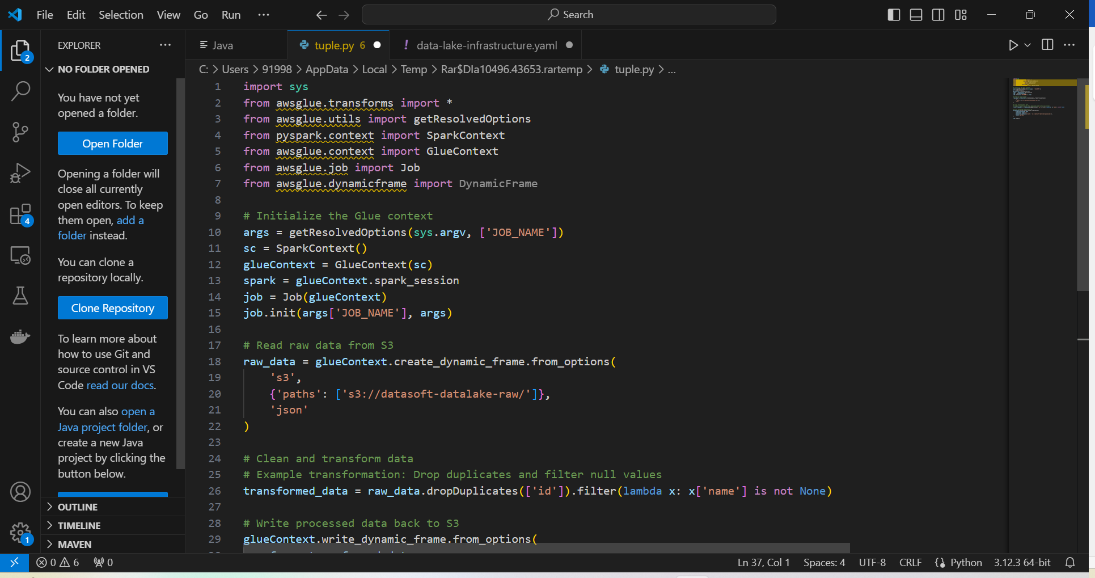 File Edit Selection View Go Run ··· Search
EXPLORER ···
NO FOLDER OPENED
You have not yet
opened a folder.
Open Folder
Opening a folder will
close all currently
open editors. To keep
them open, add a
folder instead.
You can clone a
repository locally.
Clone Repository
To learn more about
how to use Git and
source control in VS
Code read our docs.
You can also open a
Java project folder, or
create a new Java
project by clicking the
button below.
OUTLINE
TIMELINE
MAVEN
2
4
1
Java tuple.py 6 data-lake-infrastructure.yaml
C: > Users > 91998 > AppData > Local > Temp > Rar$DIa10496.43653.rartemp > tuple.py > ...
1 import sys
2 from awsglue.transforms import *
3 from awsglue.utils import getResolvedOptions
4 from pyspark.context import SparkContext
5 from awsglue.context import GlueContext
6 from awsglue.job import Job
7 from awsglue.dynamicframe import DynamicFrame
8
9 # Initialize the Glue context
10 args = getResolvedOptions(sys.argv, ['JOB_NAME'])
11 sc = SparkContext()
12 glueContext = GlueContext(sc)
13 spark = glueContext.spark_session
14 job = Job(glueContext)
15 job.init(args['JOB_NAME'], args)
16
17 # Read raw data from S3
18 raw_data = glueContext.create_dynamic_frame.from_options(
19 's3',
20 {'paths': ['s3://datasoft-datalake-raw/']},
21 'json'
22 )
23
24 # Clean and transform data
25 # Example transformation: Drop duplicates and filter null values
26 transformed_data = raw_data.dropDuplicates(['id']).filter(lambda x: x['name'] is not None)
27
28 # Write processed data back to S3
29 glueContext.write_dynamic_frame.from_options(
0 6 0 Ln 37, Col 1 Spaces: 4 UTF-8 CRLF Python 3.12.3 64-bit